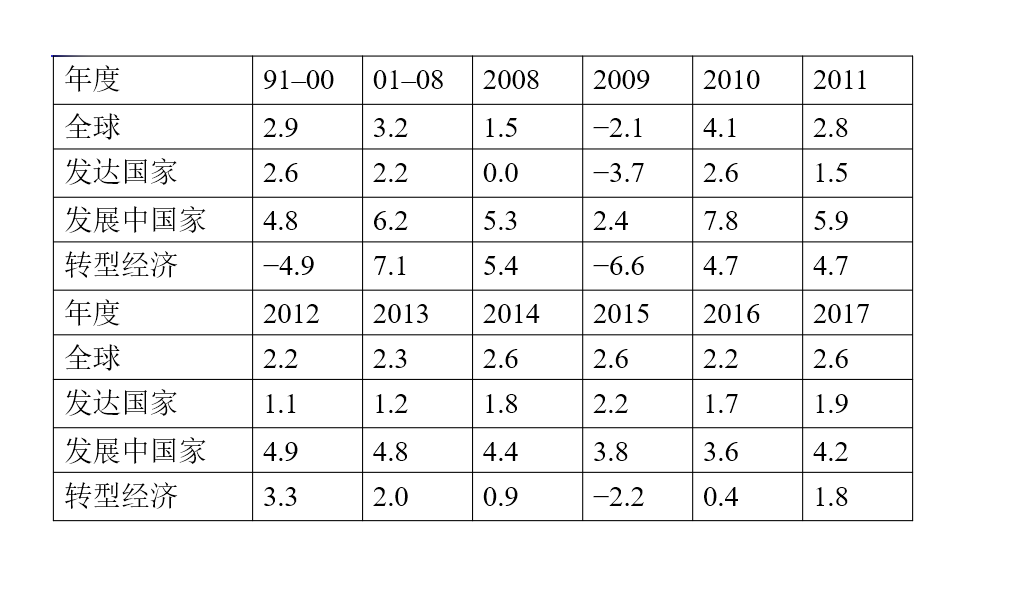 年度 91–00 01–08 2008 2009 2010 2011
全球 2.9 3.2 1.5 −2.1 4.1 2.8
发达国家 2.6 2.2 0.0 −3.7 2.6 1.5
发展中国家 4.8 6.2 5.3 2.4 7.8 5.9
转型经济 −4.9 7.1 5.4 −6.6 4.7 4.7
年度 2012 2013 2014 2015 2016 2017
全球 2.2 2.3 2.6 2.6 2.2 2.6
发达国家 1.1 1.2 1.8 2.2 1.7 1.9
发展中国家 4.9 4.8 4.4 3.8 3.6 4.2
转型经济 3.3 2.0 0.9 −2.2 0.4 1.8